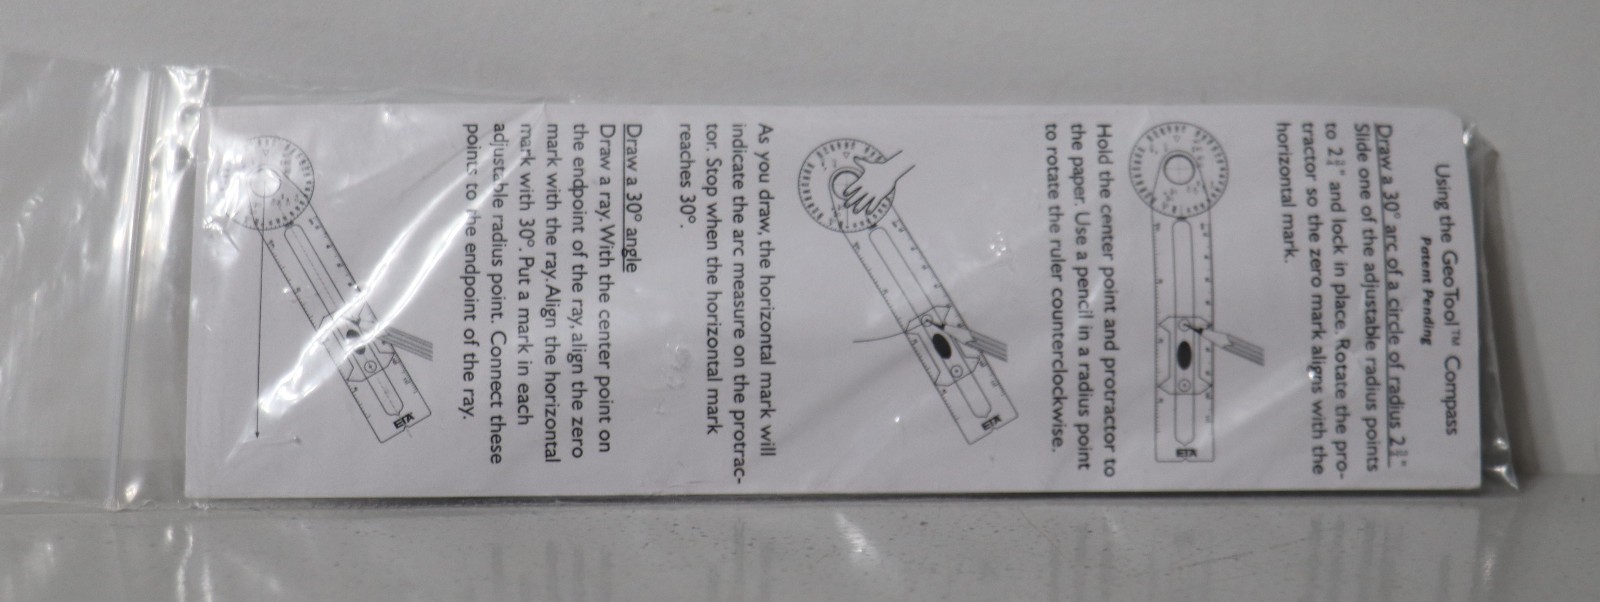 Using the GeoTool™ Compass
Patent Pending
Draw a 30° arc of a circle of radius 2 3/4"
Slide one of the adjustable radius points
to 2 3/4" and lock in place. Rotate the pro-
tractor so the zero mark aligns with the
horizontal mark.
ETA
Hold the center point and protractor to
the paper. Use a pencil in a radius point
to rotate the ruler counterclockwise.
ETA
As you draw, the horizontal mark will
indicate the arc measure on the protrac-
tor. Stop when the horizontal mark
reaches 30°.
Draw a 30° angle
Draw a ray. With the center point on
the endpoint of the ray, align the zero
mark with the ray. Align the horizontal
mark with 30°. Put a mark in each
adjustable radius point. Connect these
points to the endpoint of the ray.
ETA